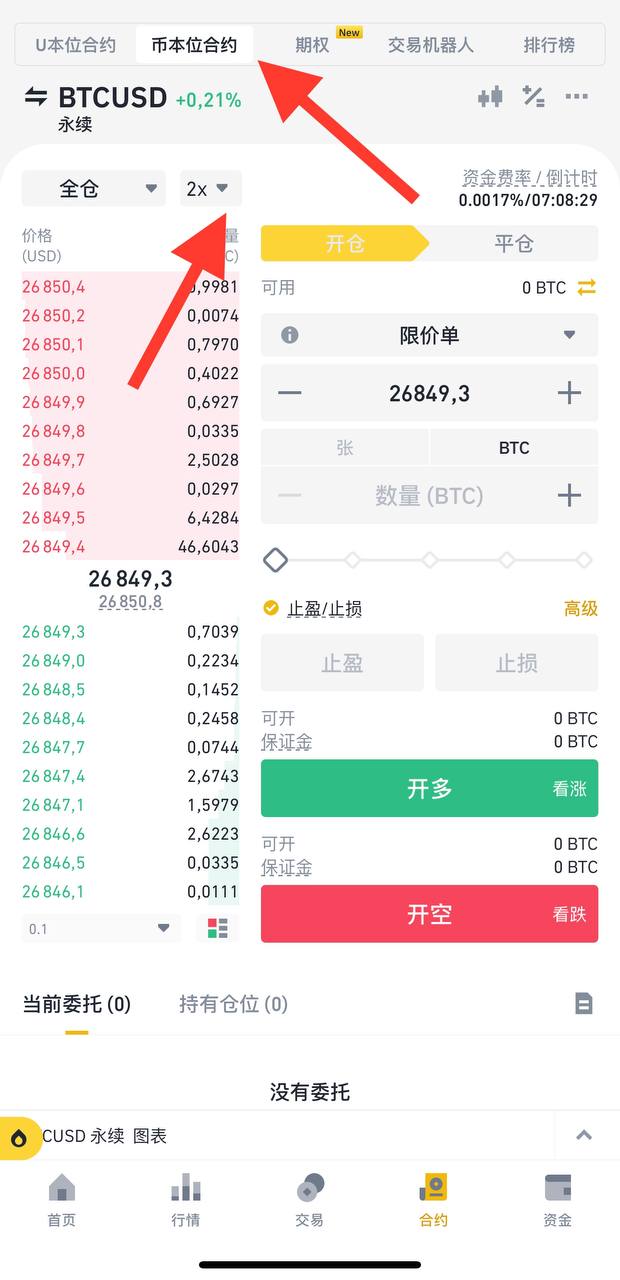 U本位合约 币本位合约 期权 New 交易机器人 排行榜
BTCUSD +0,21%
永续
全仓 2x
资金费率 / 倒计时
0.0017%/07:08:29
价格 量
(USD) C)
开仓 平仓
可用 0 BTC
限价单
26849,3
张 BTC
数量 (BTC)
止盈/止损 高级
止盈 止损
可开 0 BTC
保证金 0 BTC
开多 看涨
可开 0 BTC
保证金 0 BTC
开空 看跌
26 850,4 0,9981
26 850,2 0,0074
26 850,1 0,7970
26 850,0 0,4022
26 849,9 0,6927
26 849,8 0,0335
26 849,7 2,5028
26 849,6 0,0297
26 849,5 6,4284
26 849,4 46,6043
26 849,3
26 850,8
26 849,3 0,7039
26 849,0 0,2234
26 848,5 0,1452
26 848,4 0,2458
26 847,7 0,0744
26 847,4 2,6743
26 847,1 1,5979
26 846,6 2,6223
26 846,5 0,0335
26 846,1 0,0111
0.1
当前委托 (0) 持有仓位 (0)
没有委托
CUSD 永续 图表
首页 行情 交易 合约 资金